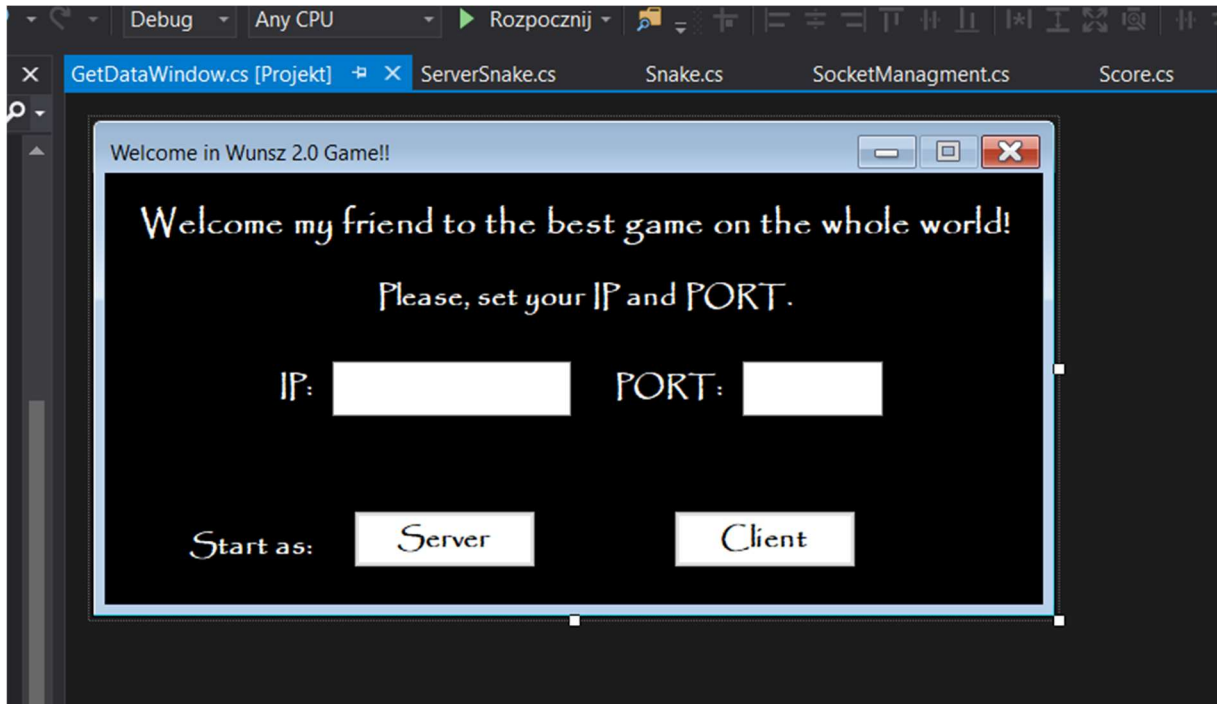 Debug Any CPU Rozpocznij
GetDataWindow.cs [Projekt] ServerSnake.cs Snake.cs SocketManagment.cs Score.cs
Welcome in Wunsz 2.0 Game!!
Welcome my friend to the best game on the whole world!
Please, set your IP and PORT.
IP: PORT:
Start as: Server Client